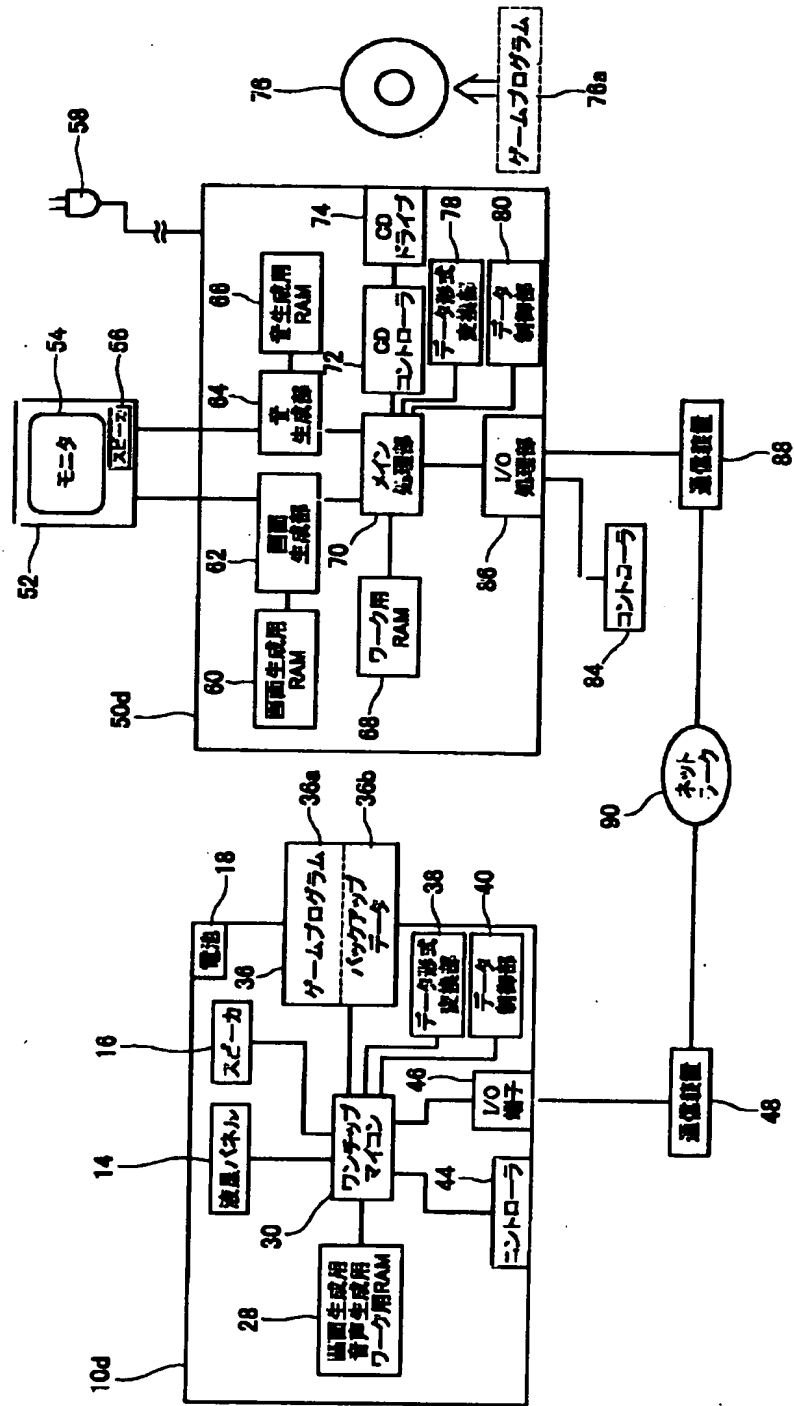 10d
14
液晶パネル
16
スピーカ
18
電池
28
画面生成用
音声生成用
ワーク用RAM
30
ワンチップ
マイコン
36
ゲームプログラム
36a
バックアップ
データ
36b
データ形式
変換部
38
データ
制御部
40
44
コントローラ
46
I/O
端子
通信装置
48
90
ネット
ワーク
50d
52
モニタ
54
スピーカ
58
60
画面生成用
RAM
62
画面
生成部
64
音
生成部
66
音生成用
RAM
68
ワーク用
RAM
70
メイン
処理部
72
CD
コントローラ
74
CD
ドライブ
76
ゲームプログラム
76a
データ形式
変換部
78
データ
制御部
80
86
I/O
処理部
84
コントローラ
通信装置
88